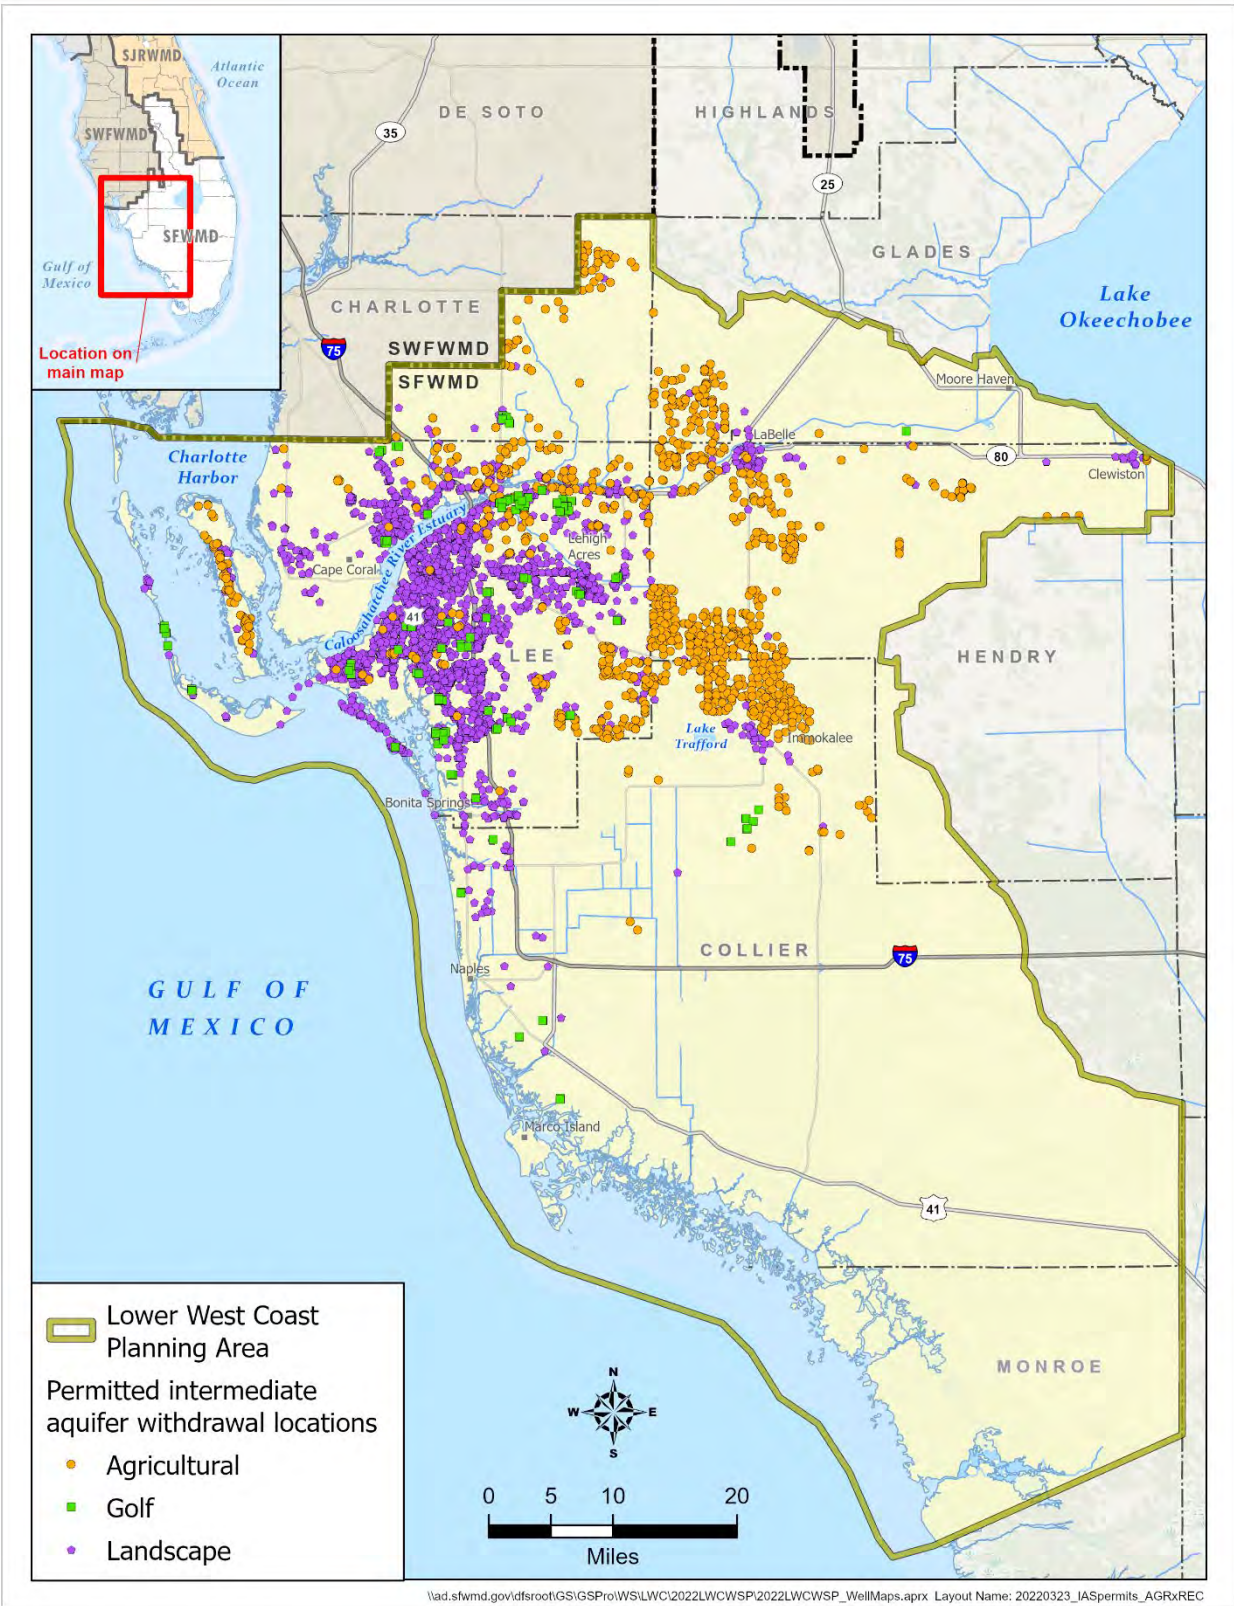 SJRWMD
Atlantic
Ocean
SWFWMD
SFWMD
Gulf of
Mexico
Location on
main map
DE SOTO
HIGHLANDS
35
25
GLADES
CHARLOTTE
Lake
Okeechobee
75
SWFWMD
SFWMD
Moore Haven
LaBelle
Charlotte
Harbor
80
Clewiston
Caloosahatchee River Estuary
Lehigh
Acres
Cape Coral
41
LEE
HENDRY
Lake
Trafford
Immokalee
Bonita Springs
COLLIER
75
Naples
GULF OF
MEXICO
Marco Island
41
MONROE
Lower West Coast
Planning Area
Permitted intermediate
aquifer withdrawal locations
Agricultural
Golf
Landscape
N
W E
S
0 5 10 20
Miles
\\ad.sfwmd.gov\dfsroot\GS\GSPro\WS\LWC\2022LWCWSP\2022LWCWSP_WellMaps.aprx Layout Name: 20220323_IASpermits_AGRxREC